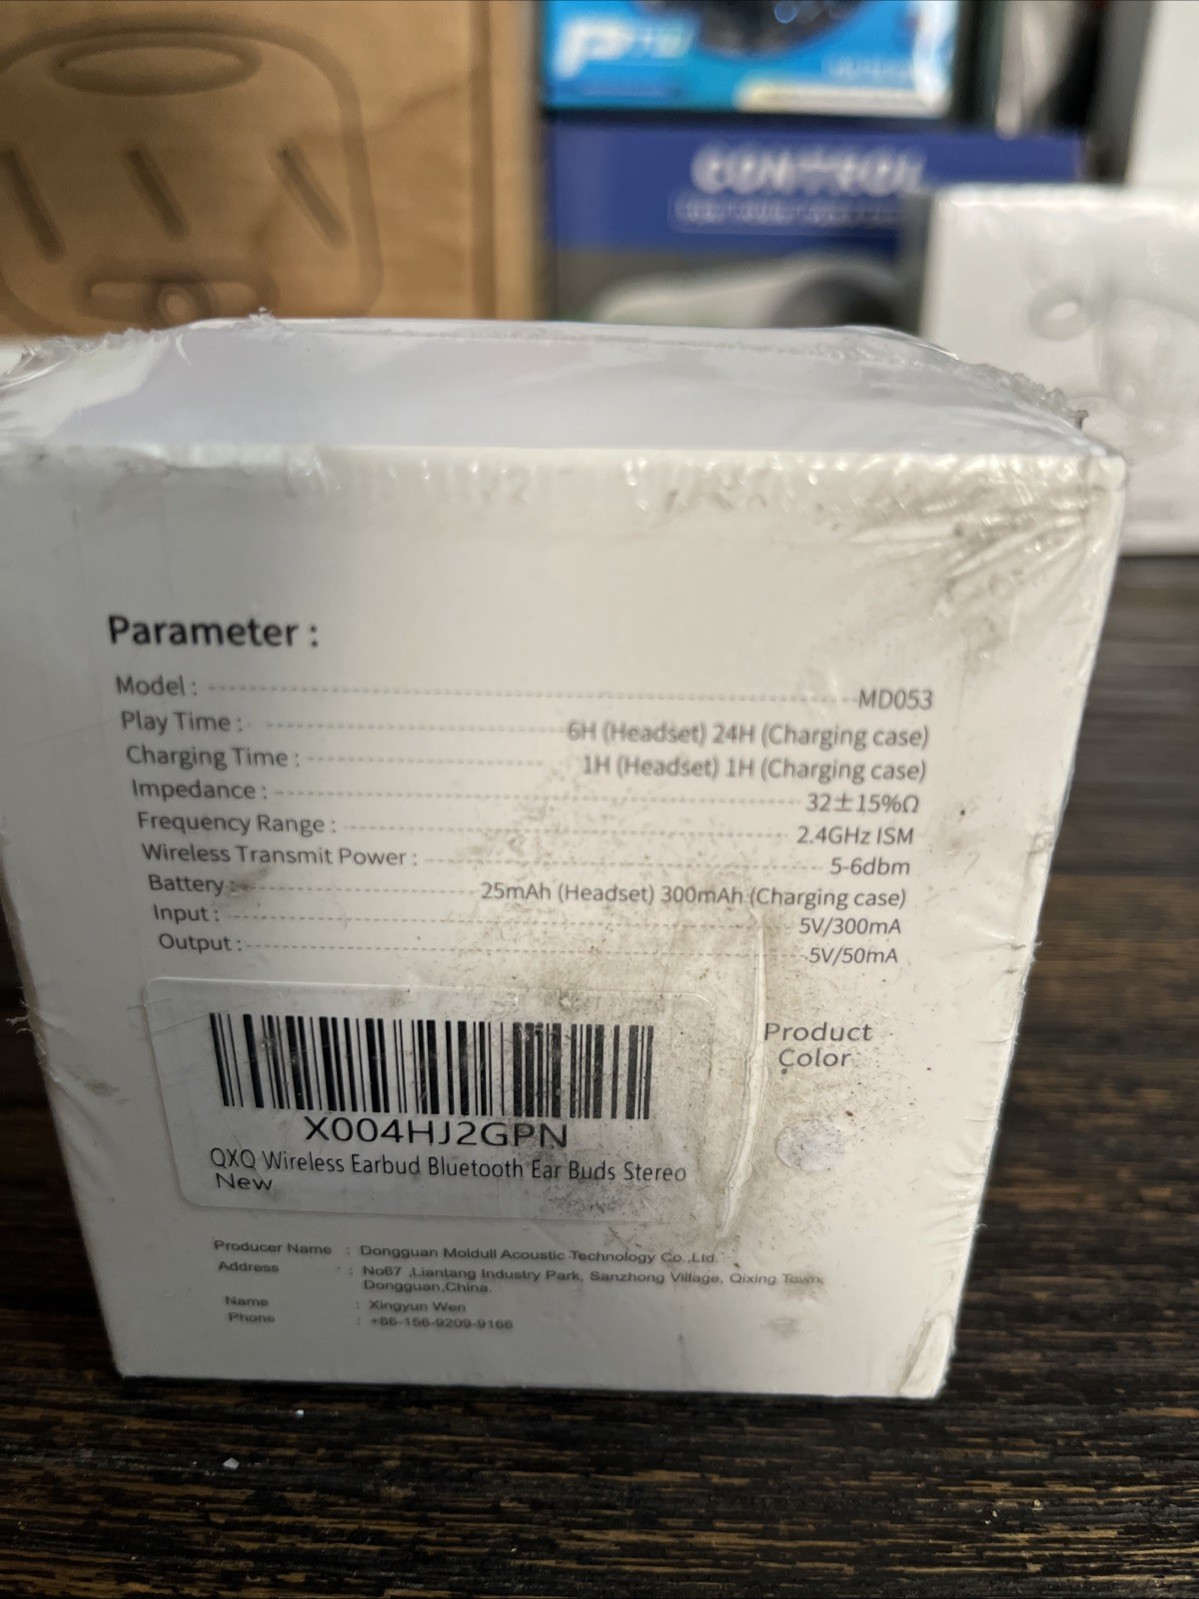 CONTROL
Parameter :
Model : MD053
Play Time : 6H (Headset) 24H (Charging case)
Charging Time : 1H (Headset) 1H (Charging case)
Impedance : 32±15%Ω
Frequency Range : 2.4GHz ISM
Wireless Transmit Power : 5-6dbm
Battery : 25mAh (Headset) 300mAh (Charging case)
Input : 5V/300mA
Output : 5V/50mA
Product
Color
X004HJ2GPN
QXQ Wireless Earbud Bluetooth Ear Buds Stereo
New
Producer Name : Dongguan Moldull Acoustic Technology Co.,Ltd.
Address : No67 ,Liantang Industry Park, Sanzhong Village, Qixing Town,
Dongguan,China.
Name : Xingyun Wen
Phone : +86-156-9209-9166